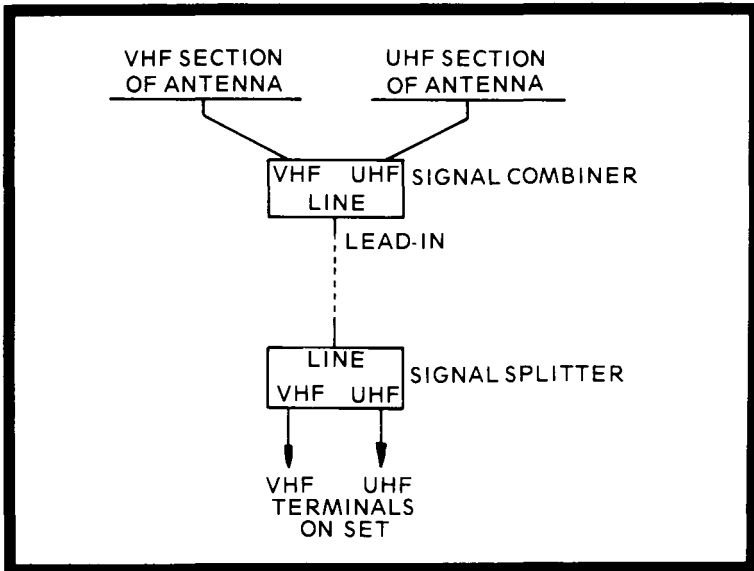 VHF SECTION
OF ANTENNA
UHF SECTION
OF ANTENNA
VHF UHF
LINE
SIGNAL COMBINER
LEAD-IN
LINE
VHF UHF
SIGNAL SPLITTER
VHF UHF
TERMINALS
ON SET